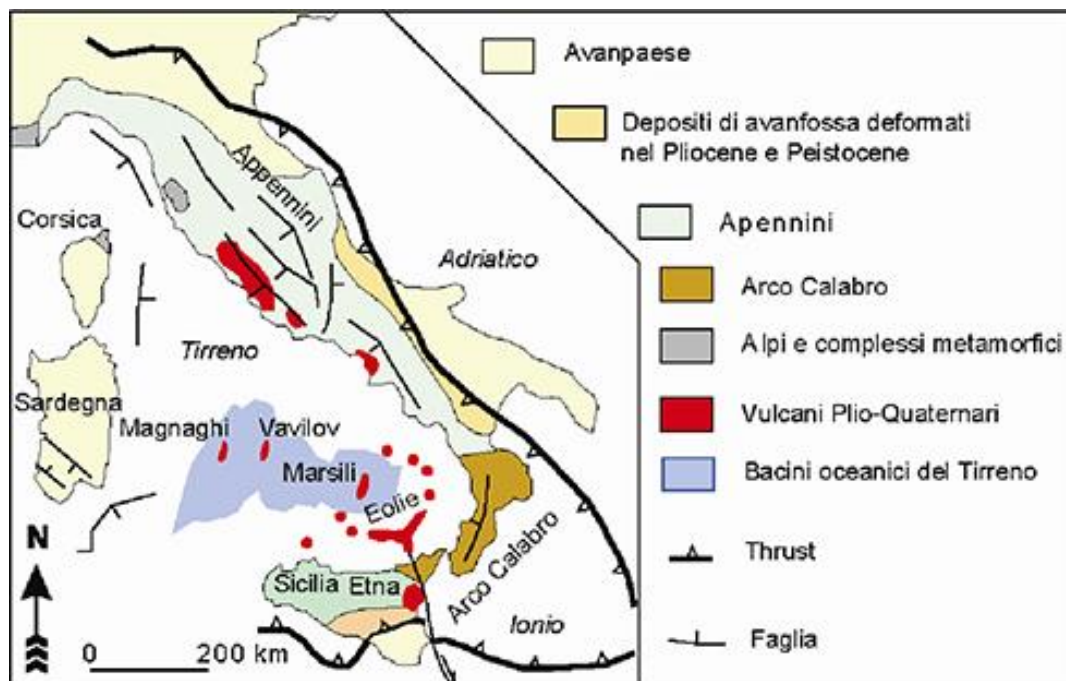 Avanpaese
Depositi di avanfossa deformati
nel Pliocene e Peistocene
Apennini
Arco Calabro
Alpi e complessi metamorfici
Vulcani Plio-Quaternari
Bacini oceanici del Tirreno
Thrust
Faglia
Appennini
Corsica
Adriatico
Tirreno
Sardegna
Magnaghi
Vavilov
Marsili
Eolie
N
Sicilia
Etna
Arco Calabro
Ionio
0 200 km